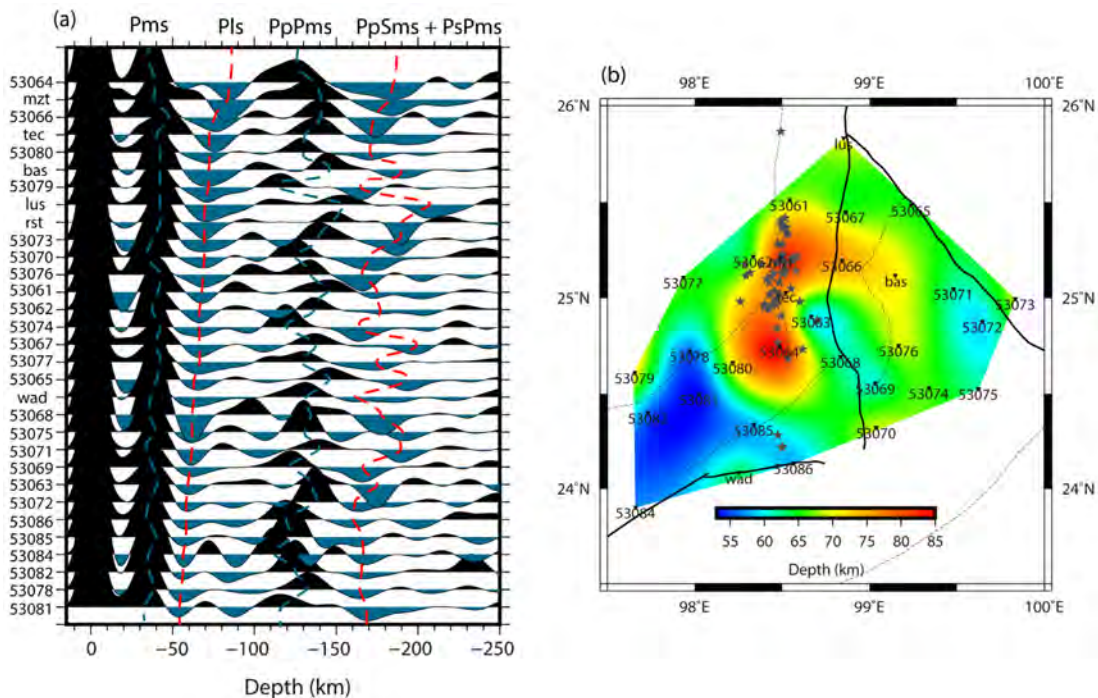 (a)
Pms Pls PpPms PpSms + PsPms
53064
mzt
53066
tec
53080
bas
53079
lus
rst
53073
53070
53076
53061
53062
53074
53067
53077
53065
wad
53068
53075
53071
53069
53063
53072
53086
53085
53084
53082
53078
53081
0 −50 −100 −150 −200 −250
Depth (km)
(b)
98°E 99°E 100°E
26°N 26°N
lus
53061
53067
53065
53066
53077
bas
53071
53073
25°N 25°N
tec
53063
53072
53078
53068
53076
53080
53079
53069
53074
53075
53085
53070
53086
wad
24°N 24°N
53084
55 60 65 70 75 80 85
Depth (km)
98°E 99°E 100°E